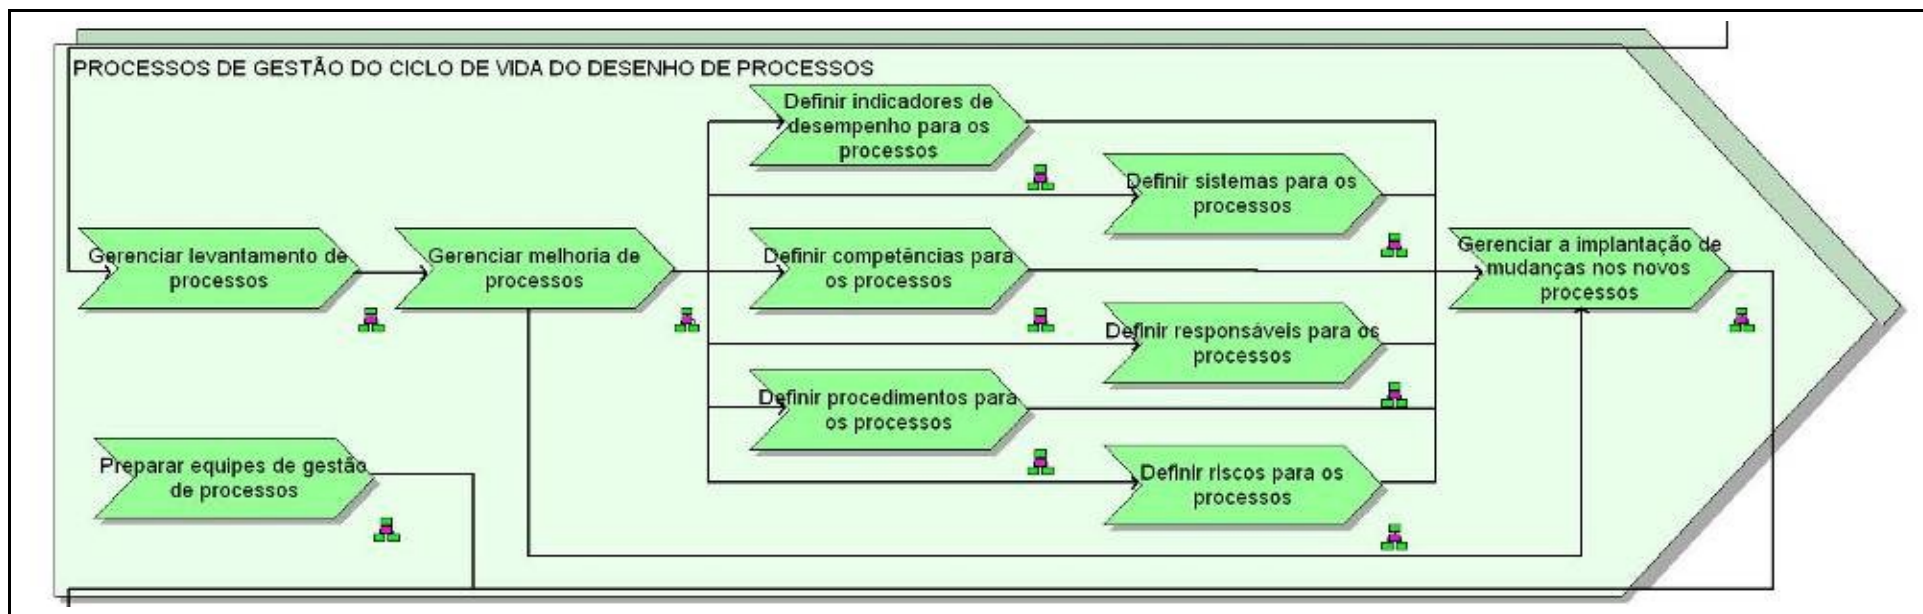 PROCESSOS DE GESTÃO DO CICLO DE VIDA DO DESENHO DE PROCESSOS
Definir indicadores de
desempenho para os
processos
Definir sistemas para os
processos
Gerenciar levantamento de
processos
Gerenciar melhoria de
processos
Definir competências para
os processos
Gerenciar a implantação de
mudanças nos novos
processos
Definir responsáveis para os
processos
Definir procedimentos para
os processos
Preparar equipes de gestão
de processos
Definir riscos para os
processos